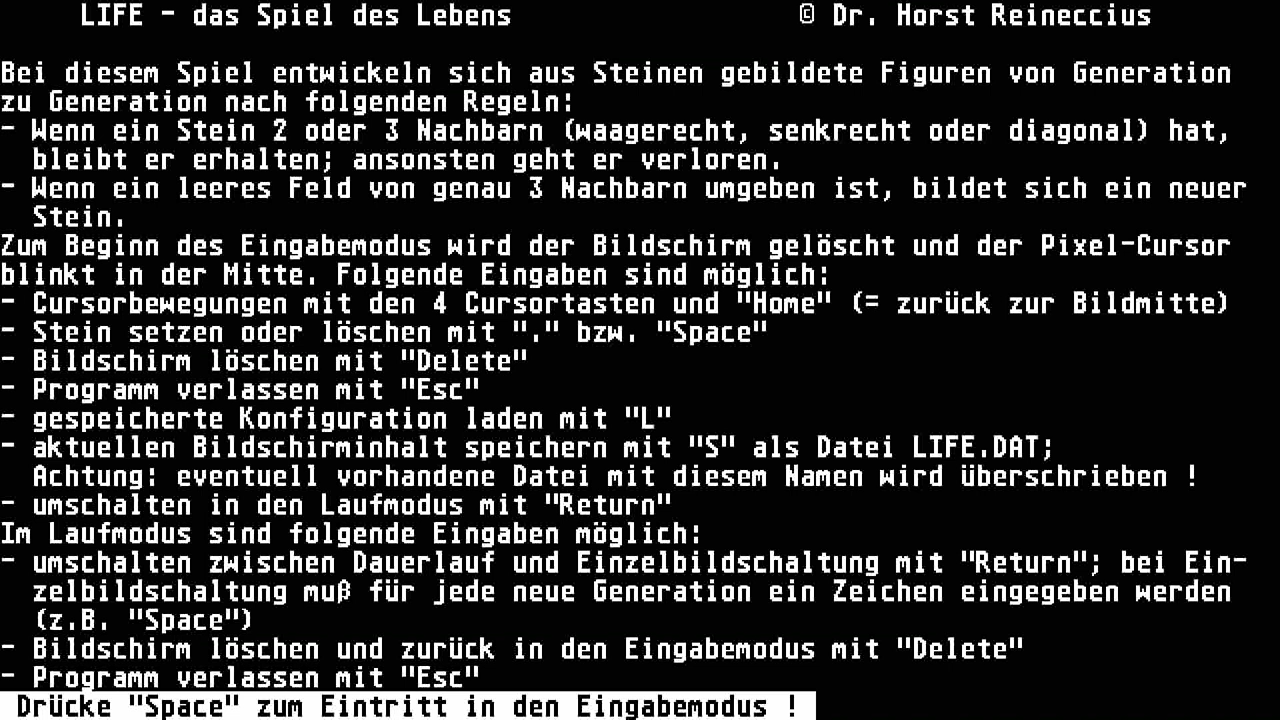 LIFE - das Spiel des Lebens © Dr. Horst Reineccius
Bei diesem Spiel entwickeln sich aus Steinen gebildete Figuren von Generation
zu Generation nach folgenden Regeln:
- Wenn ein Stein 2 oder 3 Nachbarn (waagerecht, senkrecht oder diagonal) hat,
bleibt er erhalten; ansonsten geht er verloren.
- Wenn ein leeres Feld von genau 3 Nachbarn umgeben ist, bildet sich ein neuer
Stein.
Zum Beginn des Eingabemodus wird der Bildschirm gelöscht und der Pixel-Cursor
blinkt in der Mitte. Folgende Eingaben sind möglich:
- Cursorbewegungen mit den 4 Cursortasten und "Home" (= zurück zur Bildmitte)
- Stein setzen oder löschen mit "." bzw. "Space"
- Bildschirm löschen mit "Delete"
- Programm verlassen mit "Esc"
- gespeicherte Konfiguration laden mit "L"
- aktuellen Bildschirminhalt speichern mit "S" als Datei LIFE.DAT;
Achtung: eventuell vorhandene Datei mit diesem Namen wird überschrieben !
- umschalten in den Laufmodus mit "Return"
Im Laufmodus sind folgende Eingaben möglich:
- umschalten zwischen Dauerlauf und Einzelbildschaltung mit "Return"; bei Ein-
zelbildschaltung muß für jede neue Generation ein Zeichen eingegeben werden
(z.B. "Space")
- Bildschirm löschen und zurück in den Eingabemodus mit "Delete"
- Programm verlassen mit "Esc"
Drücke "Space" zum Eintritt in den Eingabemodus !